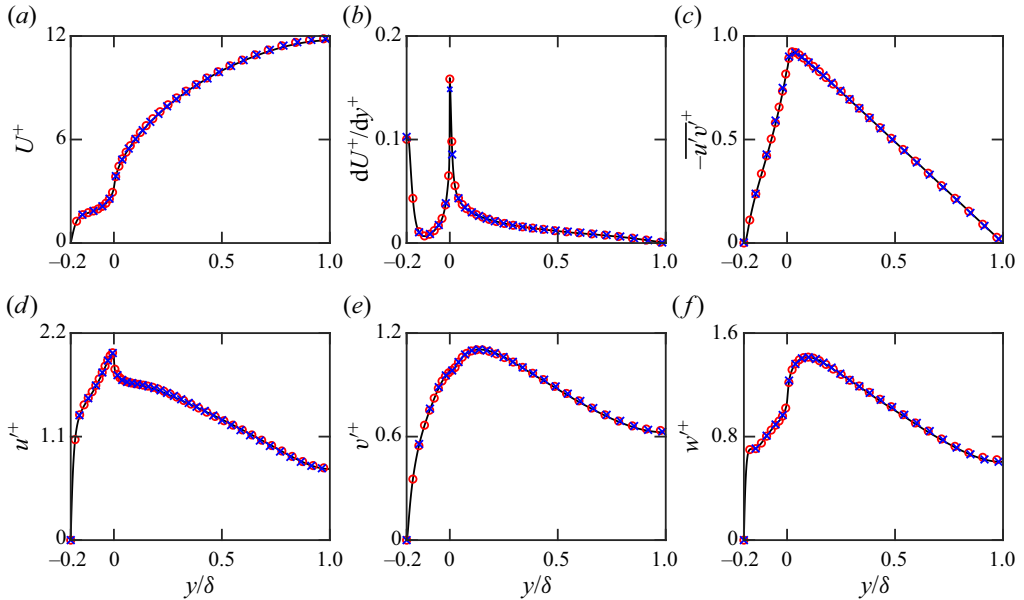 (a)
12
6
0
U⁺
−0.2 0 0.5 1.0
(b)
0.2
0.1
0
dU⁺/dy⁺
−0.2 0 0.5 1.0
(c)
1.0
0.5
0
−u′v′⁺
−0.2 0 0.5 1.0
(d)
2.2
1.1
0
u′⁺
−0.2 0 0.5 1.0
y/δ
(e)
1.2
0.6
0
v′⁺
−0.2 0 0.5 1.0
y/δ
(f)
1.6
0.8
0
w′⁺
−0.2 0 0.5 1.0
y/δ